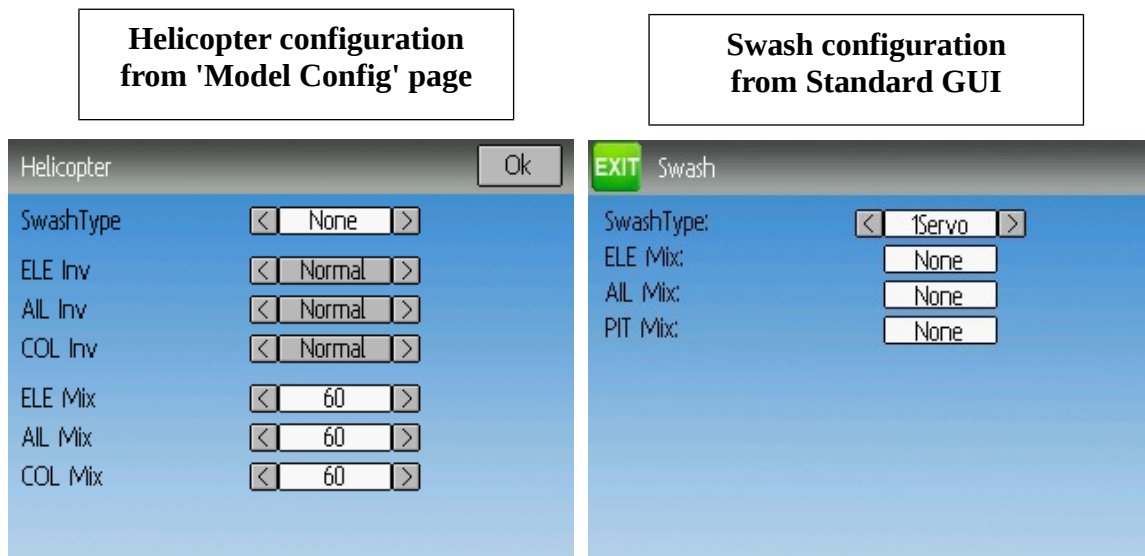 Helicopter configuration
from 'Model Config' page
Swash configuration
from Standard GUI
Helicopter Ok
SwashType < None >
ELE Inv < Normal >
AIL Inv < Normal >
COL Inv < Normal >
ELE Mix < 60 >
AIL Mix < 60 >
COL Mix < 60 >
EXIT Swash
SwashType: < 1Servo >
ELE Mix: None
AIL Mix: None
PIT Mix: None